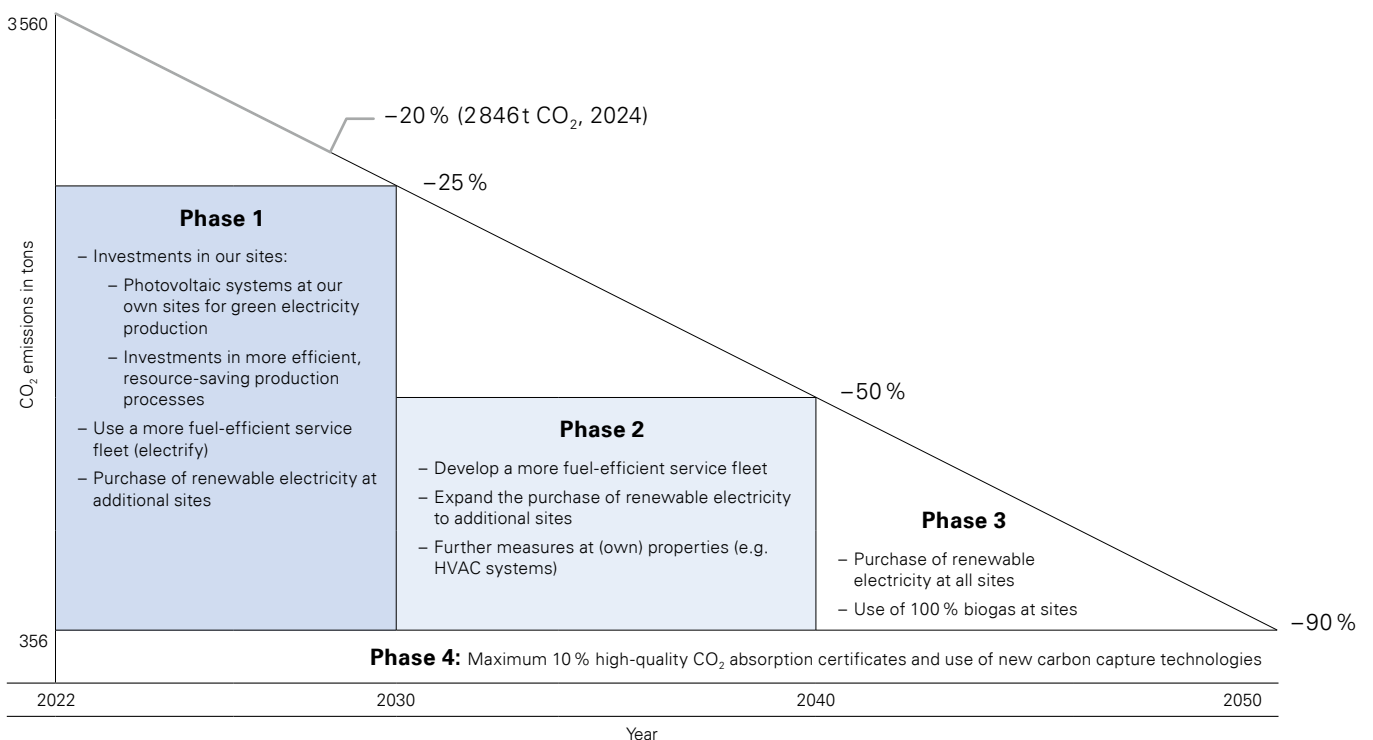 3 560
–20 % (2 846 t CO₂, 2024)
–25 %
Phase 1
– Investments in our sites:
– Photovoltaic systems at our
own sites for green electricity
production
– Investments in more efficient,
resource-saving production
processes
– Use a more fuel-efficient service
fleet (electrify)
– Purchase of renewable electricity at
additional sites
CO₂ emissions in tons
–50 %
Phase 2
– Develop a more fuel-efficient service fleet
– Expand the purchase of renewable electricity
to additional sites
– Further measures at (own) properties (e.g.
HVAC systems)
Phase 3
– Purchase of renewable
electricity at all sites
– Use of 100 % biogas at sites
–90 %
356
Phase 4: Maximum 10 % high-quality CO₂ absorption certificates and use of new carbon capture technologies
2022 2030 2040 2050
Year